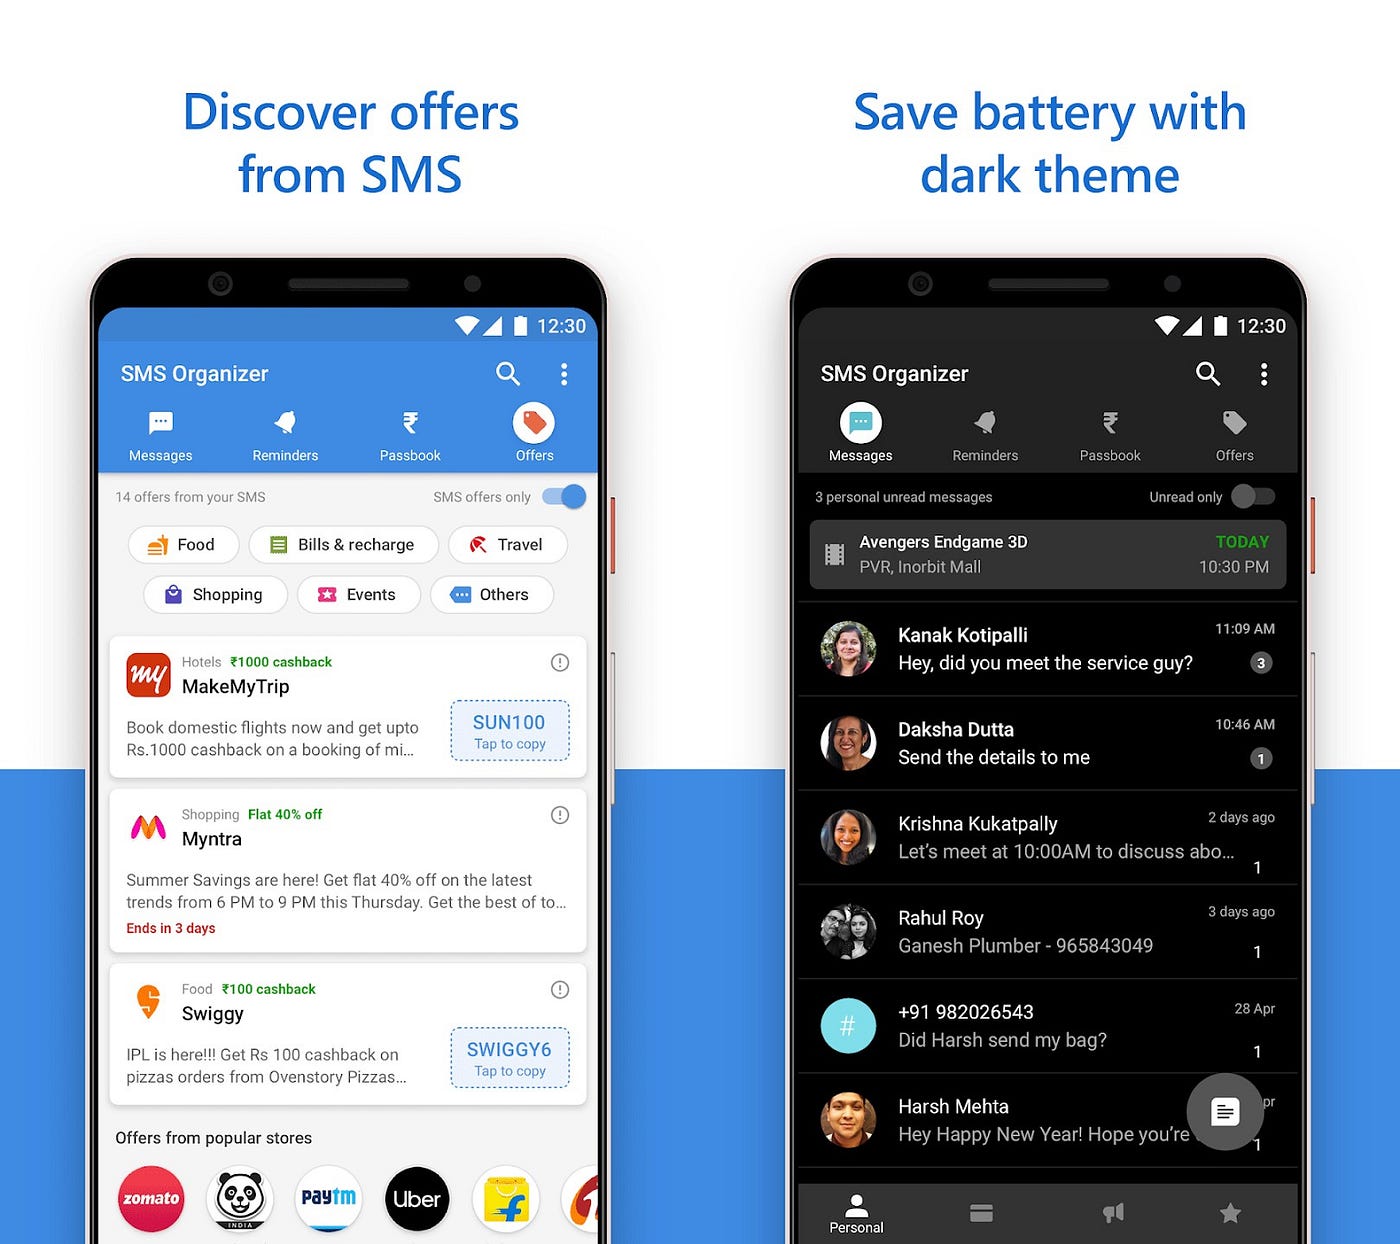 Discover offers
from SMS
12:30
SMS Organizer
Messages
Reminders
Passbook
Offers
14 offers from your SMS
SMS offers only
Food
Bills & recharge
Travel
Shopping
Events
Others
my
Hotels ₹1000 cashback
MakeMyTrip
Book domestic flights now and get upto
Rs.1000 cashback on a booking of mi...
SUN100
Tap to copy
Shopping Flat 40% off
Myntra
Summer Savings are here! Get flat 40% off on the latest
trends from 6 PM to 9 PM this Thursday. Get the best of to...
Ends in 3 days
Food ₹100 cashback
Swiggy
IPL is here!!! Get Rs 100 cashback on
pizzas orders from Ovenstory Pizzas...
SWIGGY6
Tap to copy
Offers from popular stores
zomato
INDIA
paytm
Uber
Save battery with
dark theme
12:30
SMS Organizer
Messages
Reminders
Passbook
Offers
3 personal unread messages
Unread only
Avengers Endgame 3D
TODAY
PVR, Inorbit Mall
10:30 PM
Kanak Kotipalli
11:09 AM
Hey, did you meet the service guy?
3
Daksha Dutta
10:46 AM
Send the details to me
1
Krishna Kukatpally
2 days ago
Let's meet at 10:00AM to discuss abo...
1
Rahul Roy
3 days ago
Ganesh Plumber - 965843049
1
#
+91 982026543
28 Apr
Did Harsh send my bag?
1
Harsh Mehta
pr
Hey Happy New Year! Hope you're
1
Personal